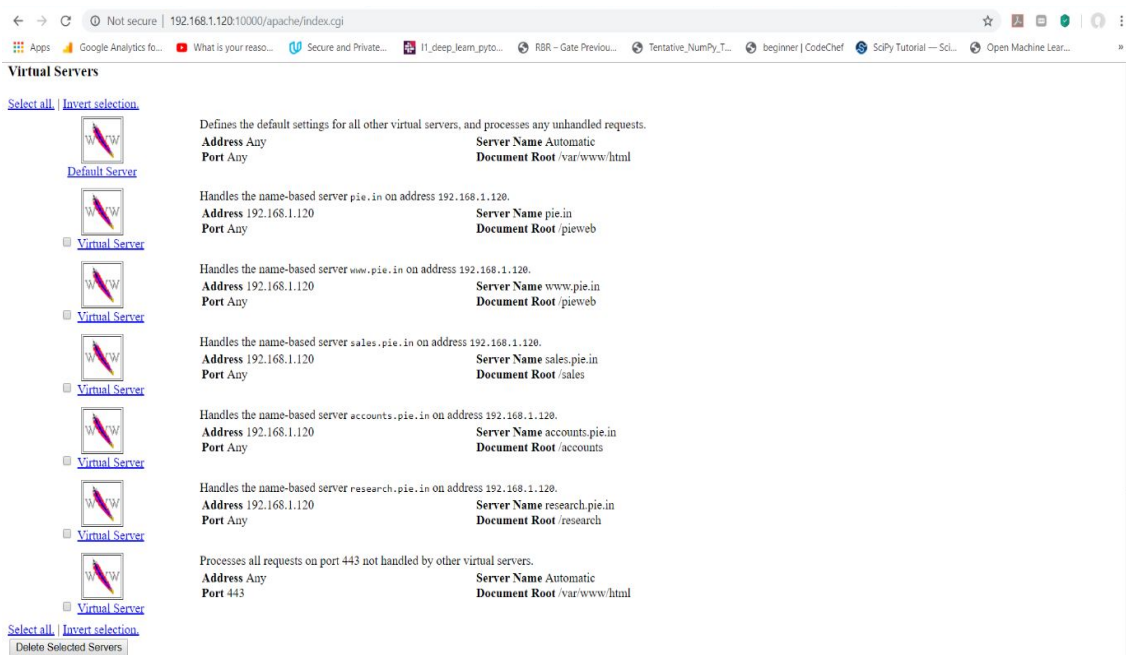 Not secure | 192.168.1.120:10000/apache/index.cgi
Apps Google Analytics fo... What is your reaso... Secure and Private... l1_deep_learn_pyto... RBR – Gate Previou... Tentative_NumPy_T... beginner | CodeChef SciPy Tutorial — Sci... Open Machine Lear... »
Virtual Servers
Select all. | Invert selection.
Defines the default settings for all other virtual servers, and processes any unhandled requests.
Address Any Server Name Automatic
Port Any Document Root /var/www/html
Default Server
Handles the name-based server pie.in on address 192.168.1.120.
Address 192.168.1.120 Server Name pie.in
Port Any Document Root /pieweb
Virtual Server
Handles the name-based server www.pie.in on address 192.168.1.120.
Address 192.168.1.120 Server Name www.pie.in
Port Any Document Root /pieweb
Virtual Server
Handles the name-based server sales.pie.in on address 192.168.1.120.
Address 192.168.1.120 Server Name sales.pie.in
Port Any Document Root /sales
Virtual Server
Handles the name-based server accounts.pie.in on address 192.168.1.120.
Address 192.168.1.120 Server Name accounts.pie.in
Port Any Document Root /accounts
Virtual Server
Handles the name-based server research.pie.in on address 192.168.1.120.
Address 192.168.1.120 Server Name research.pie.in
Port Any Document Root /research
Virtual Server
Processes all requests on port 443 not handled by other virtual servers.
Address Any Server Name Automatic
Port 443 Document Root /var/www/html
Virtual Server
Select all. | Invert selection.
Delete Selected Servers